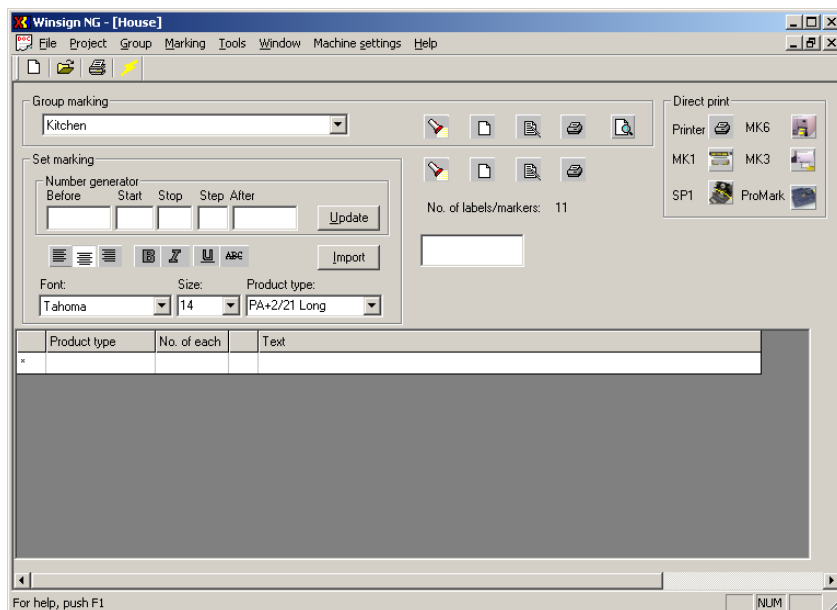 Winsign NG - [House]
File Project Group Marking Tools Window Machine settings Help
Group marking
Kitchen
Direct print
Printer MK6
MK1 MK3
SP1 ProMark
Set marking
Number generator
Before Start Stop Step After
Update
No. of labels/markers: 11
B I U ABC
Import
Font: Size: Product type:
Tahoma 14 PA+2/21 Long
Product type No. of each Text
*
For help, push F1 NUM